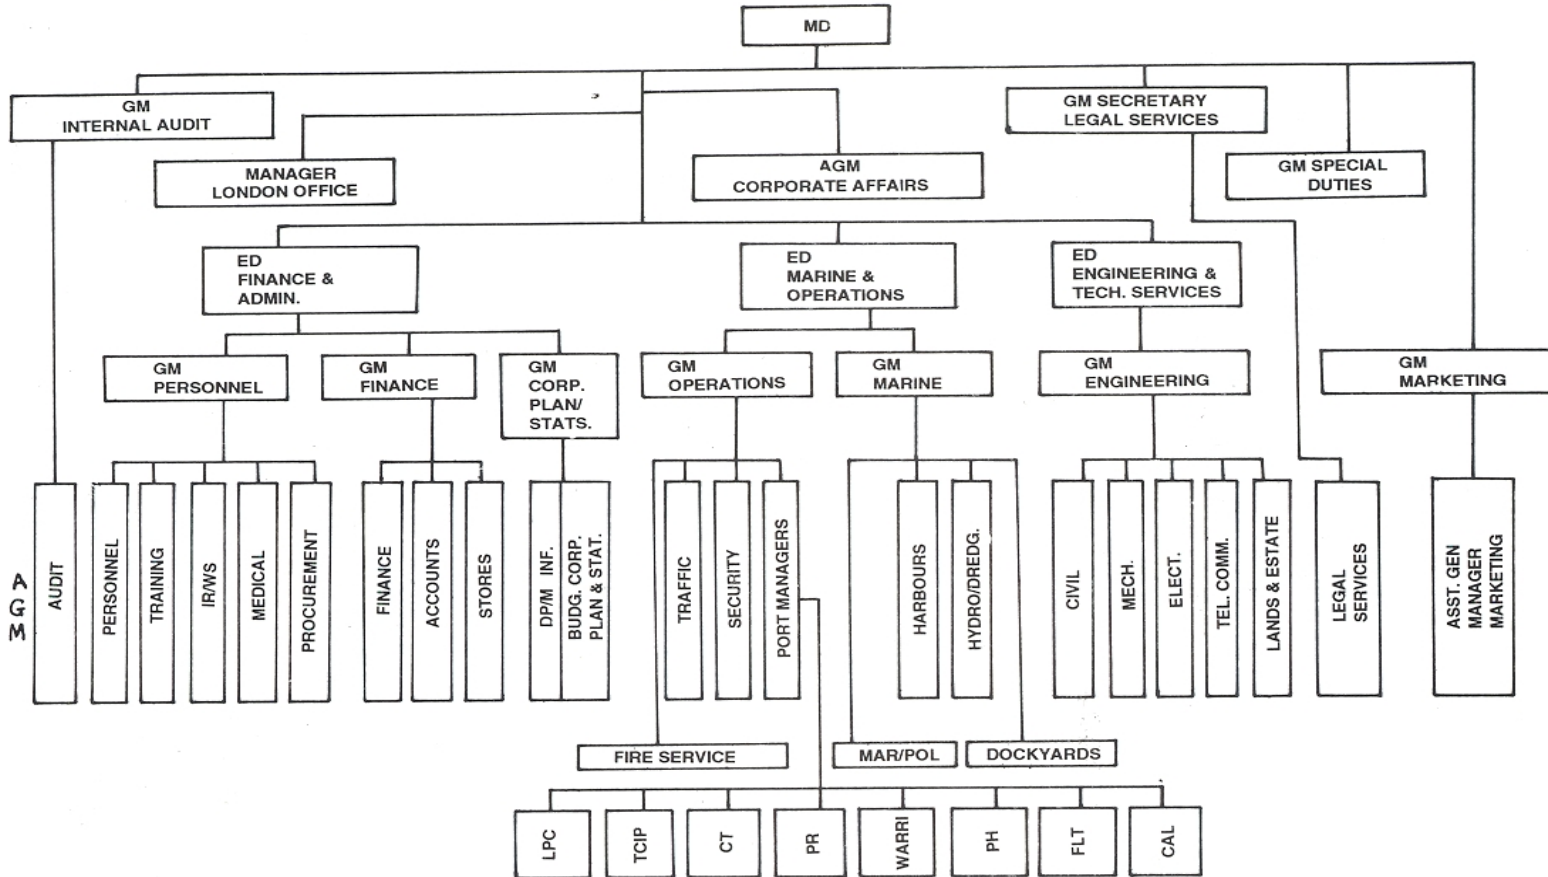 MD
GM
INTERNAL AUDIT
GM SECRETARY
LEGAL SERVICES
MANAGER
LONDON OFFICE
AGM
CORPORATE AFFAIRS
GM SPECIAL
DUTIES
ED
FINANCE &
ADMIN.
ED
MARINE &
OPERATIONS
ED
ENGINEERING &
TECH. SERVICES
GM
PERSONNEL
GM
FINANCE
GM
CORP.
PLAN/
STATS.
GM
OPERATIONS
GM
MARINE
GM
ENGINEERING
GM
MARKETING
AGM
AUDIT
PERSONNEL
TRAINING
IR/WS
MEDICAL
PROCUREMENT
FINANCE
ACCOUNTS
STORES
DP/M INF.
BUDG. CORP.
PLAN & STAT.
TRAFFIC
SECURITY
PORT MANAGERS
HARBOURS
HYDRO/DREDG.
CIV/IL
MECH.
ELECT.
TEL. COMM.
LANDS & ESTATE
LEGAL
SERVICES
ASST. GEN
MANAGER
MARKETING
FIRE SERVICE
MAR/POL
DOCKYARDS
LPC
TCIP
CT
PR
WARRI
PH
FLT
CAL